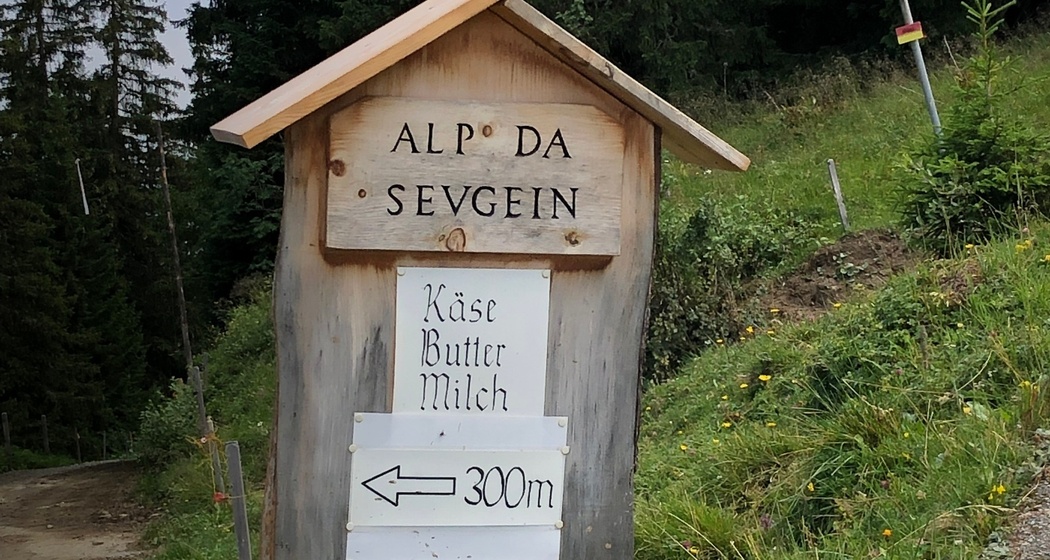 ALP DA
SEVGEIN
Käse
Butter
Milch
300m